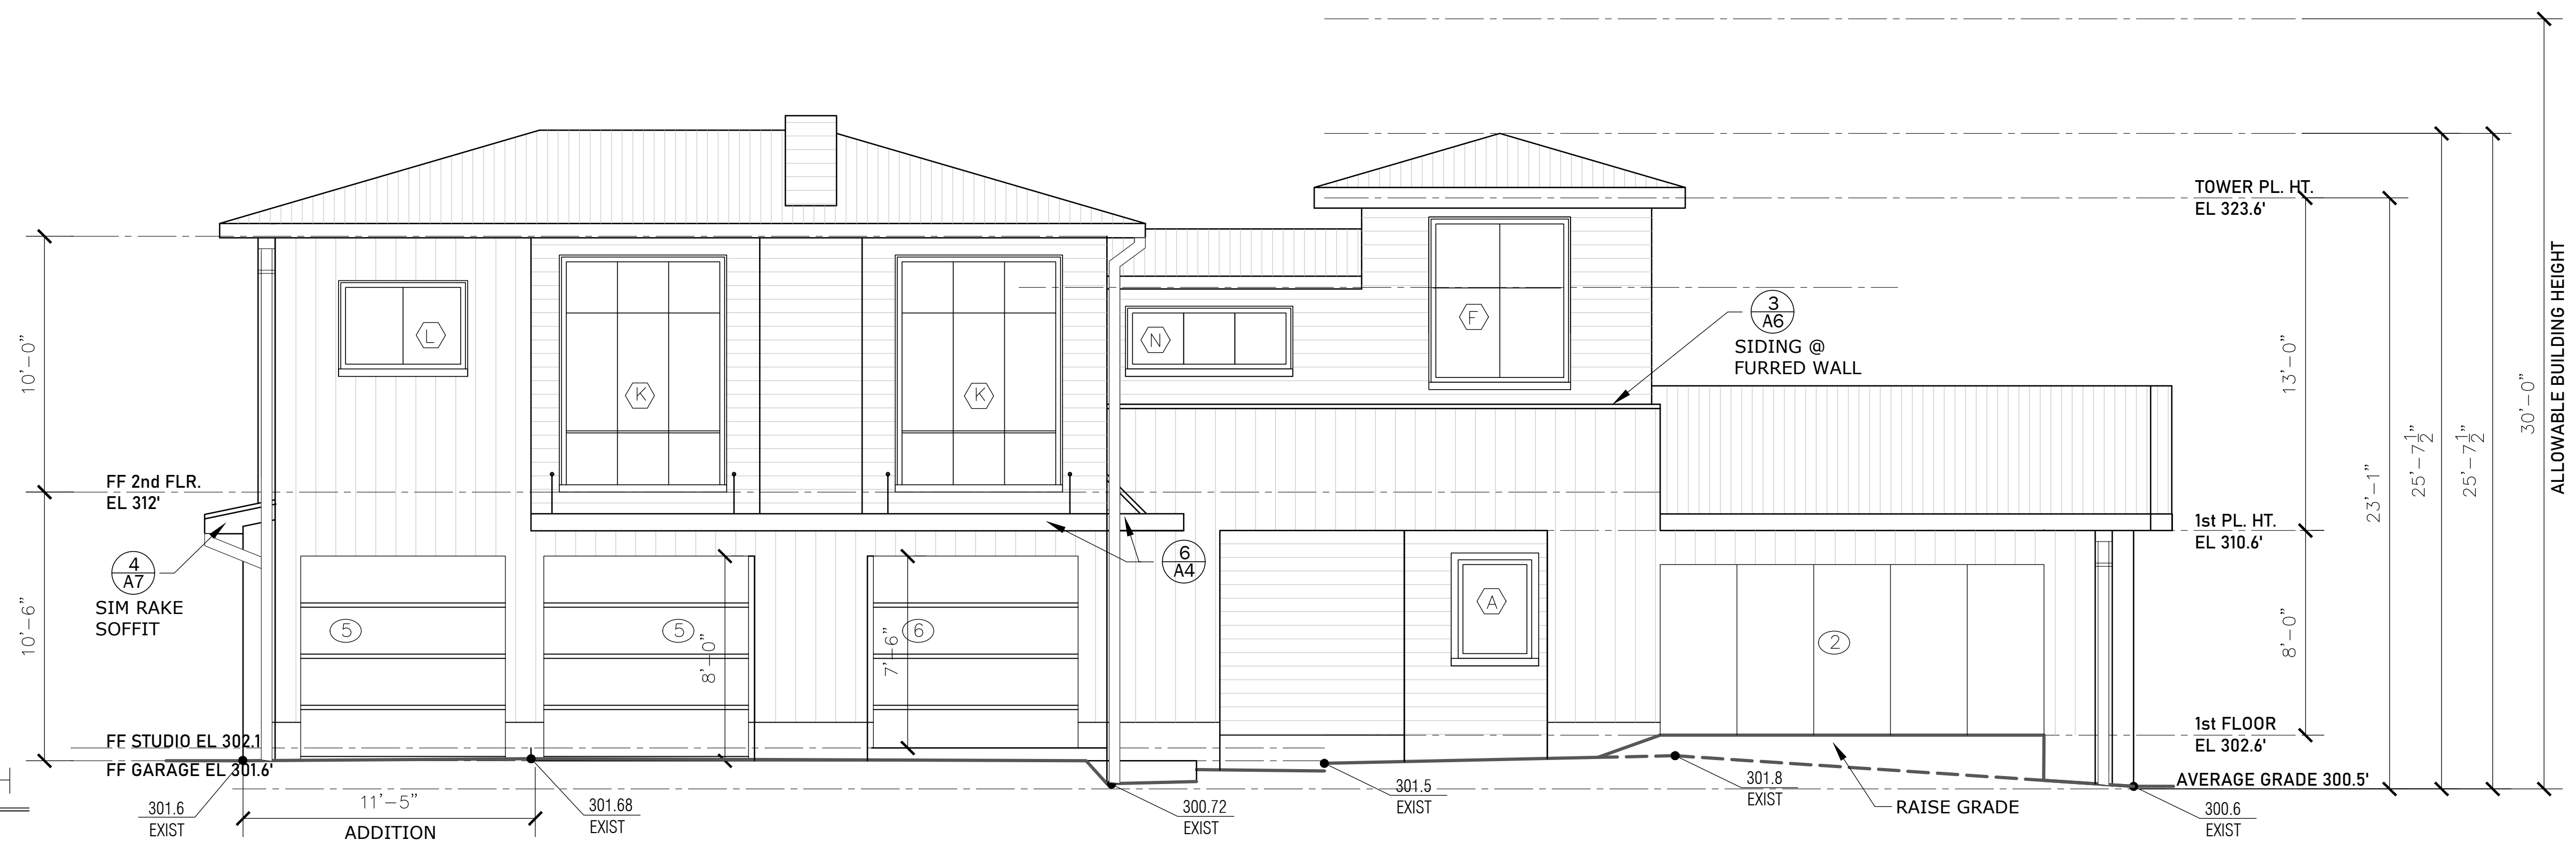 TOWER PL. HT.
EL 323.6'
ALLOWABLE BUILDING HEIGHT
30'-0"
25'-7 1/2"
25'-7 1/2"
23'-1"
13'-0"
8'-0"
10'-0"
10'-6"
L
K
K
N
F
3
A6
SIDING @
FURRED WALL
FF 2nd FLR.
EL 312'
1st PL. HT.
EL 310.6'
4
A7
SIM RAKE
SOFFIT
6
A4
5
5
8'-0"
7'-6"
6
A
2
FF STUDIO EL 302.1
FF GARAGE EL 301.6'
1st FLOOR
EL 302.6'
AVERAGE GRADE 300.5'
301.6
EXIST
11'-5"
ADDITION
301.68
EXIST
300.72
EXIST
301.5
EXIST
301.8
EXIST
RAISE GRADE
300.6
EXIST